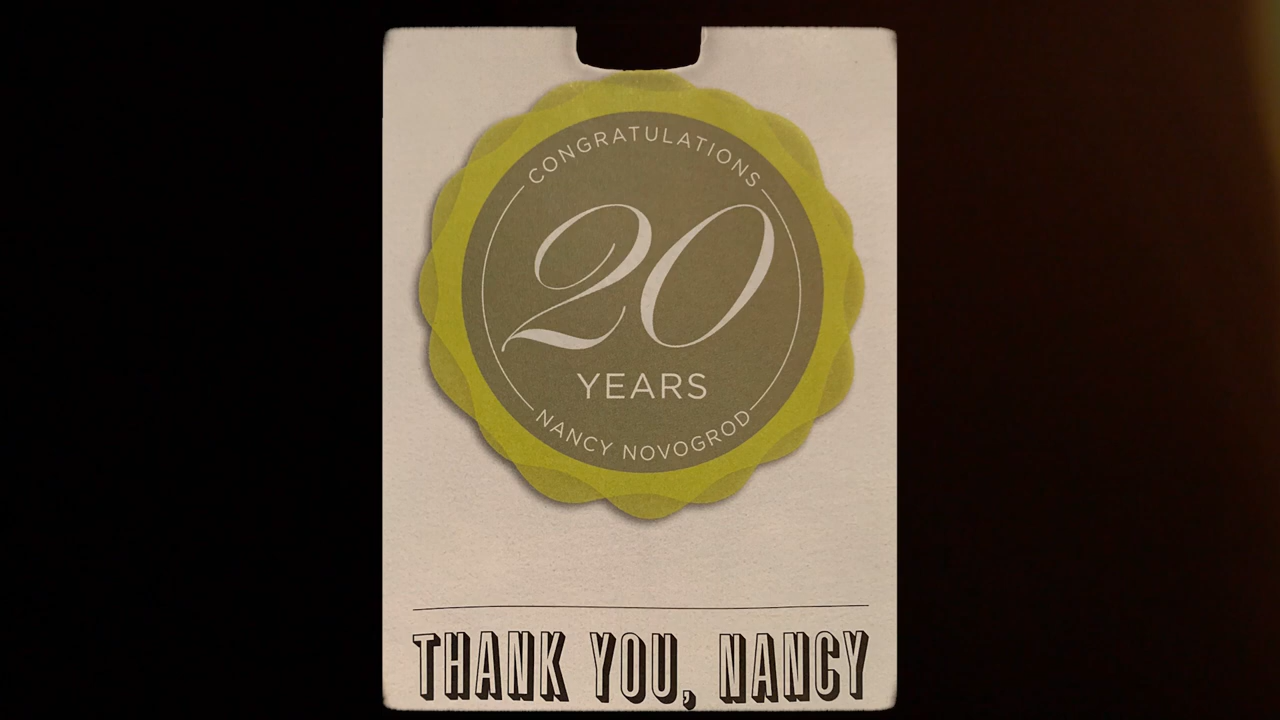 CONGRATULATIONS
20
YEARS
NANCY NOVOGROD
THANK YOU, NANCY